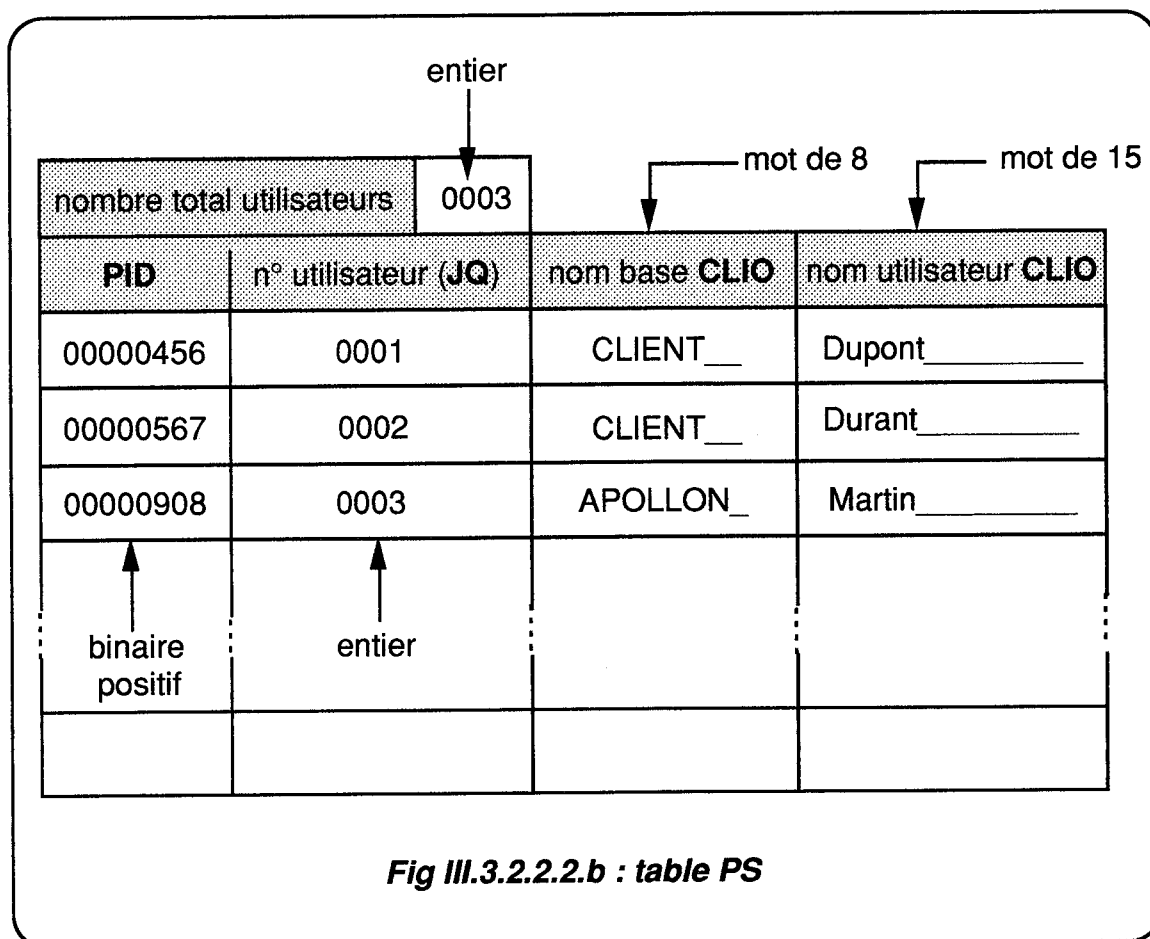 entier
mot de 8
mot de 15
nombre total utilisateurs 0003
PID n° utilisateur (JQ) nom base CLIO nom utilisateur CLIO
00000456 0001 CLIENT__ Dupont_________
00000567 0002 CLIENT__ Durant_________
00000908 0003 APOLLON_ Martin_________
binaire positif
entier
Fig III.3.2.2.2.b : table PS